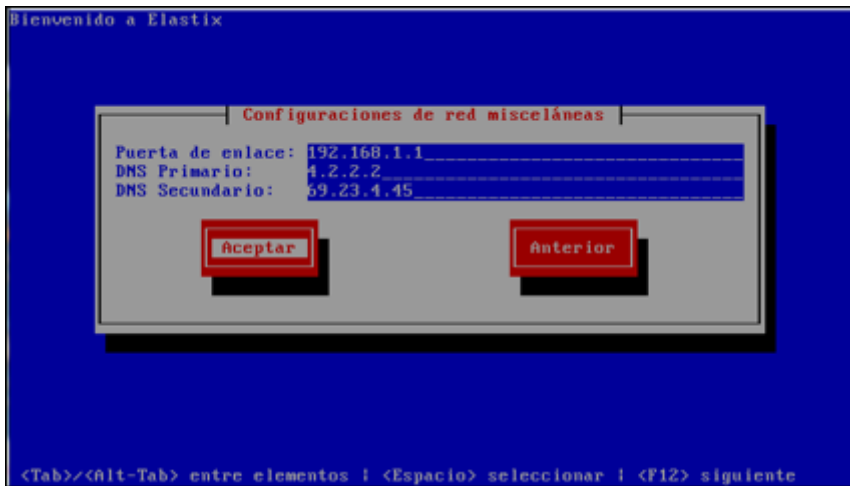 Bienvenido a Elastix
Configuraciones de red misceláneas
Puerta de enlace: 192.168.1.1
DNS Primario: 4.2.2.2
DNS Secundario: 69.23.4.45
Aceptar Anterior
<Tab>/<Alt-Tab> entre elementos | <Espacio> seleccionar | <F12> siguiente